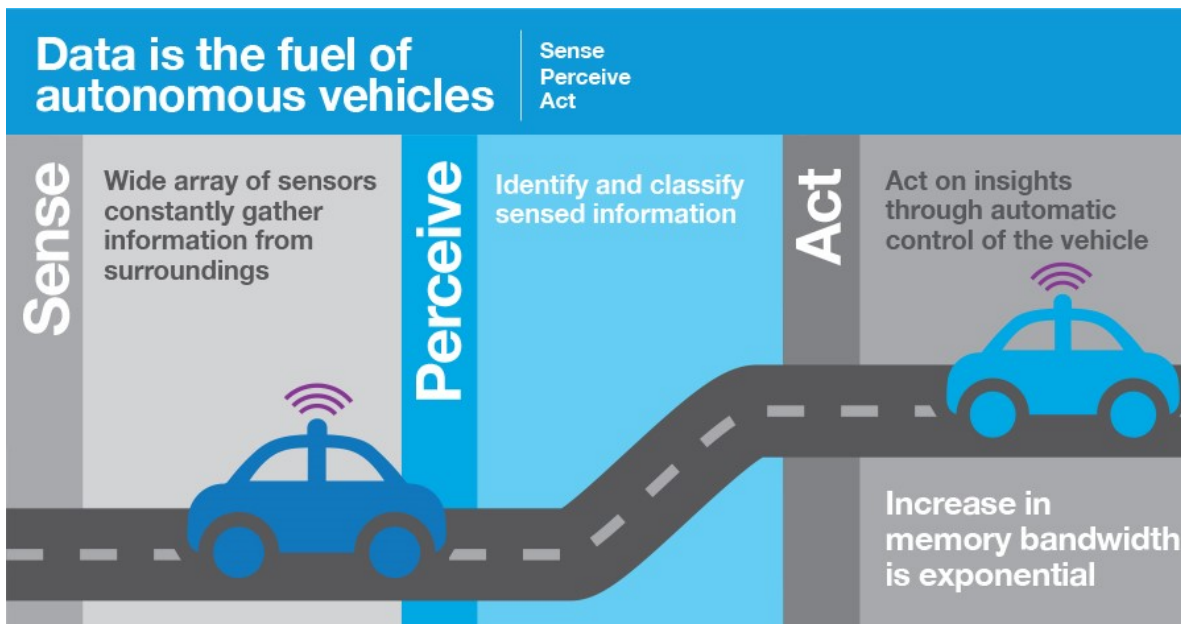 Data is the fuel of
autonomous vehicles
Sense
Perceive
Act
Sense
Wide array of sensors
constantly gather
information from
surroundings
Perceive
Identify and classify
sensed information
Act
Act on insights
through automatic
control of the vehicle
Increase in
memory bandwidth
is exponential